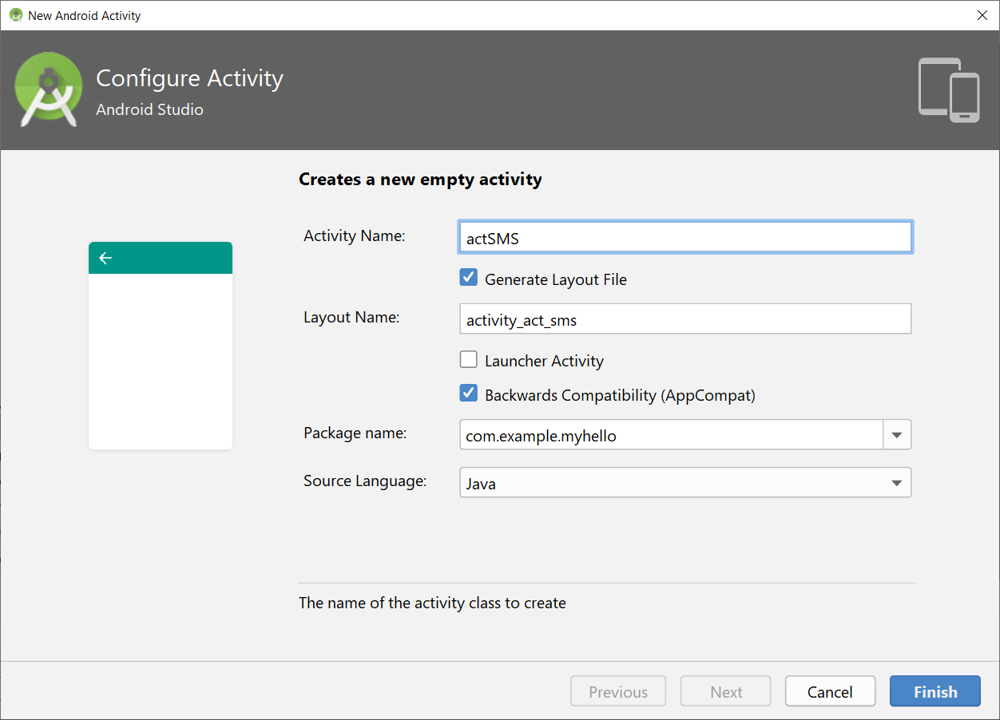 New Android Activity
Configure Activity
Android Studio
Creates a new empty activity
Activity Name:
actSMS
Generate Layout File
Layout Name:
activity_act_sms
Launcher Activity
Backwards Compatibility (AppCompat)
Package name:
com.example.myhello
Source Language:
Java
The name of the activity class to create
Previous
Next
Cancel
Finish